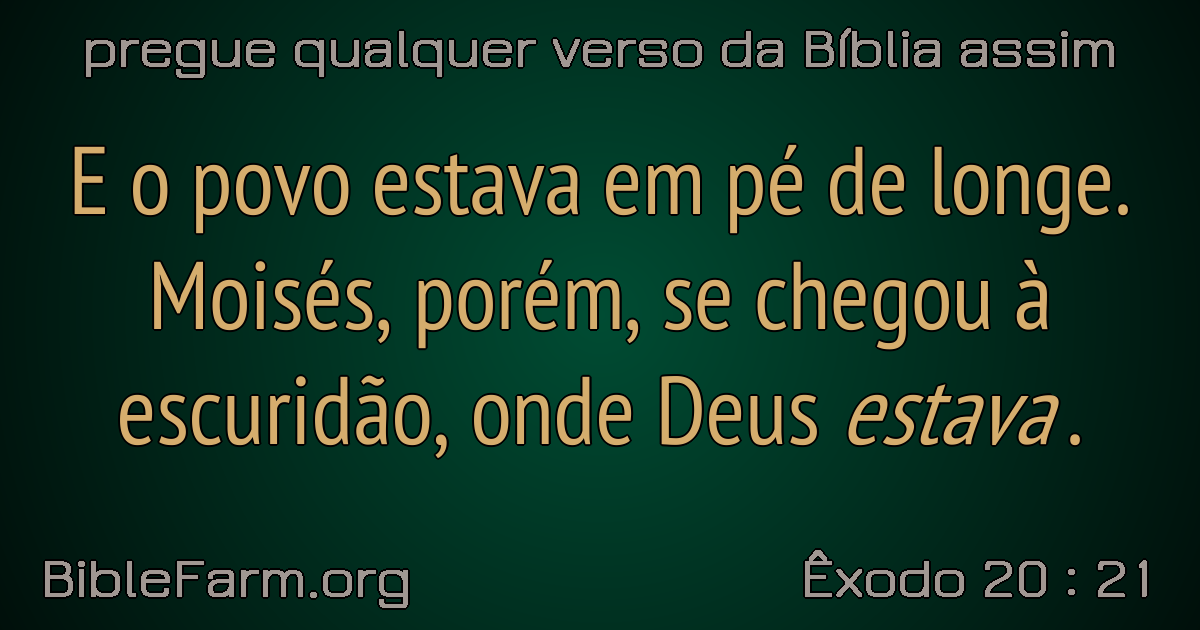 pregue qualquer verso da Bíblia assim
E o povo estava em pé de longe.
Moisés, porém, se chegou à
escuridão, onde Deus estava .
BibleFarm.org
Êxodo 20 : 21